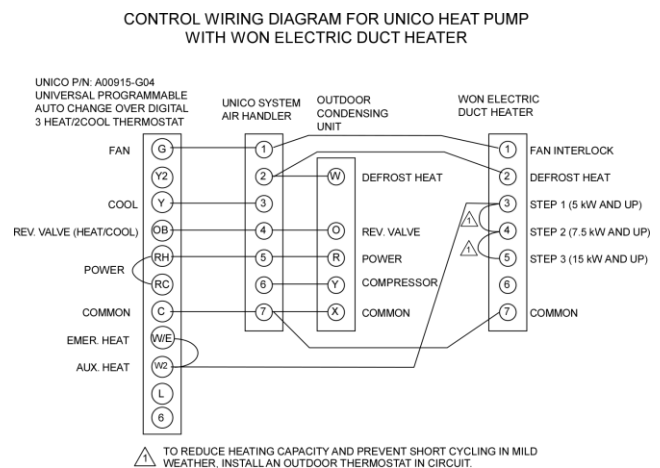 CONTROL WIRING DIAGRAM FOR UNICO HEAT PUMP
WITH WON ELECTRIC DUCT HEATER
UNICO P/N: A00915-G04
UNIVERSAL PROGRAMMABLE
AUTO CHANGE OVER DIGITAL
3 HEAT/2COOL THERMOSTAT
UNICO SYSTEM
AIR HANDLER
OUTDOOR
CONDENSING
UNIT
WON ELECTRIC
DUCT HEATER
FAN G 1 1 FAN INTERLOCK
Y2 2 W DEFROST HEAT 2 DEFROST HEAT
COOL Y 3 3 STEP 1 (5 kW AND UP)
1
REV. VALVE (HEAT/COOL) OB 4 O REV. VALVE 4 STEP 2 (7.5 kW AND UP)
1
RH 5 R POWER 5 STEP 3 (15 kW AND UP)
POWER
RC 6 Y COMPRESSOR 6
COMMON C 7 X COMMON 7 COMMON
EMER. HEAT W/E
AUX. HEAT W2
L
6
1 TO REDUCE HEATING CAPACITY AND PREVENT SHORT CYCLING IN MILD
WEATHER, INSTALL AN OUTDOOR THERMOSTAT IN CIRCUIT.